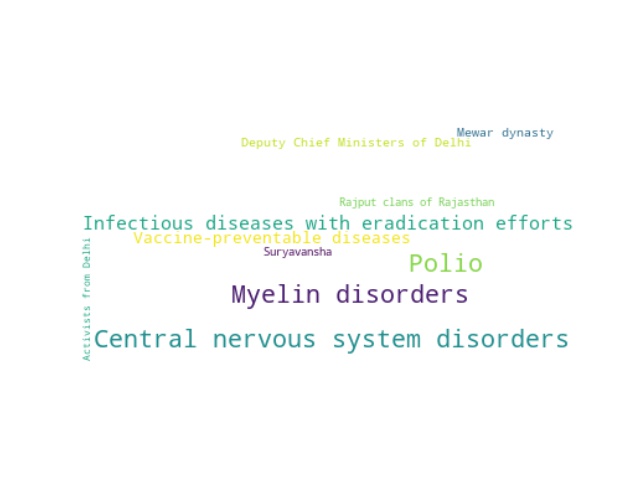 Mewar dynasty
Deputy Chief Ministers of Delhi
Rajput clans of Rajasthan
Infectious diseases with eradication efforts
Vaccine-preventable diseases
Suryavansha
Polio
Myelin disorders
Central nervous system disorders
Activists from Delhi